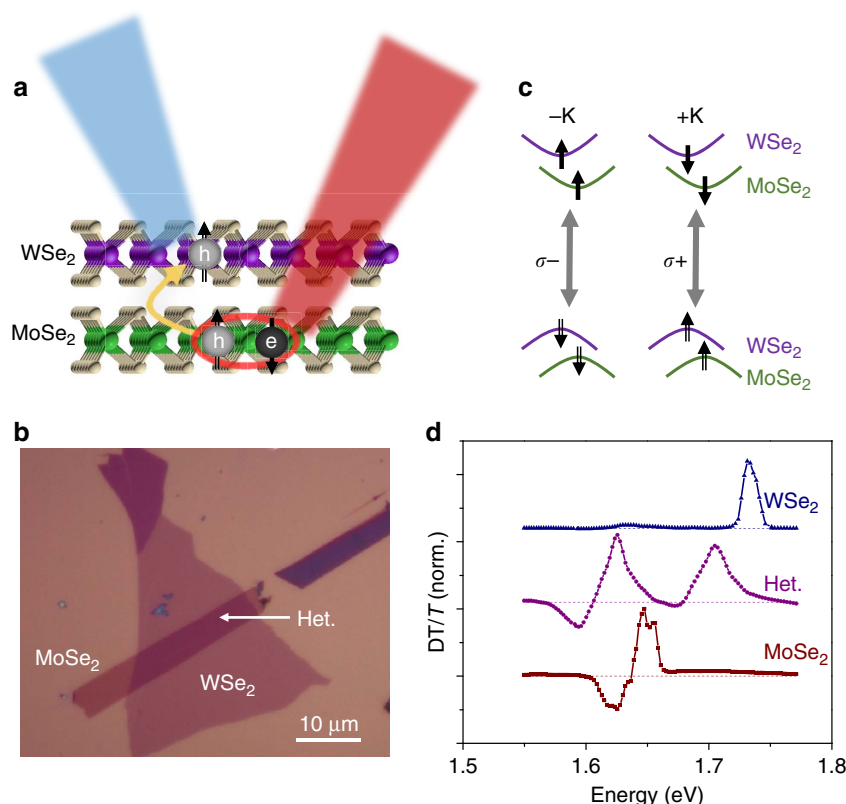 a
WSe₂
h
MoSe₂
h
e
c
–K
+K
WSe₂
MoSe₂
σ–
σ+
WSe₂
MoSe₂
b
Het.
MoSe₂
WSe₂
10 μm
d
DT/T (norm.)
WSe₂
Het.
MoSe₂
1.5
1.6
1.7
1.8
Energy (eV)